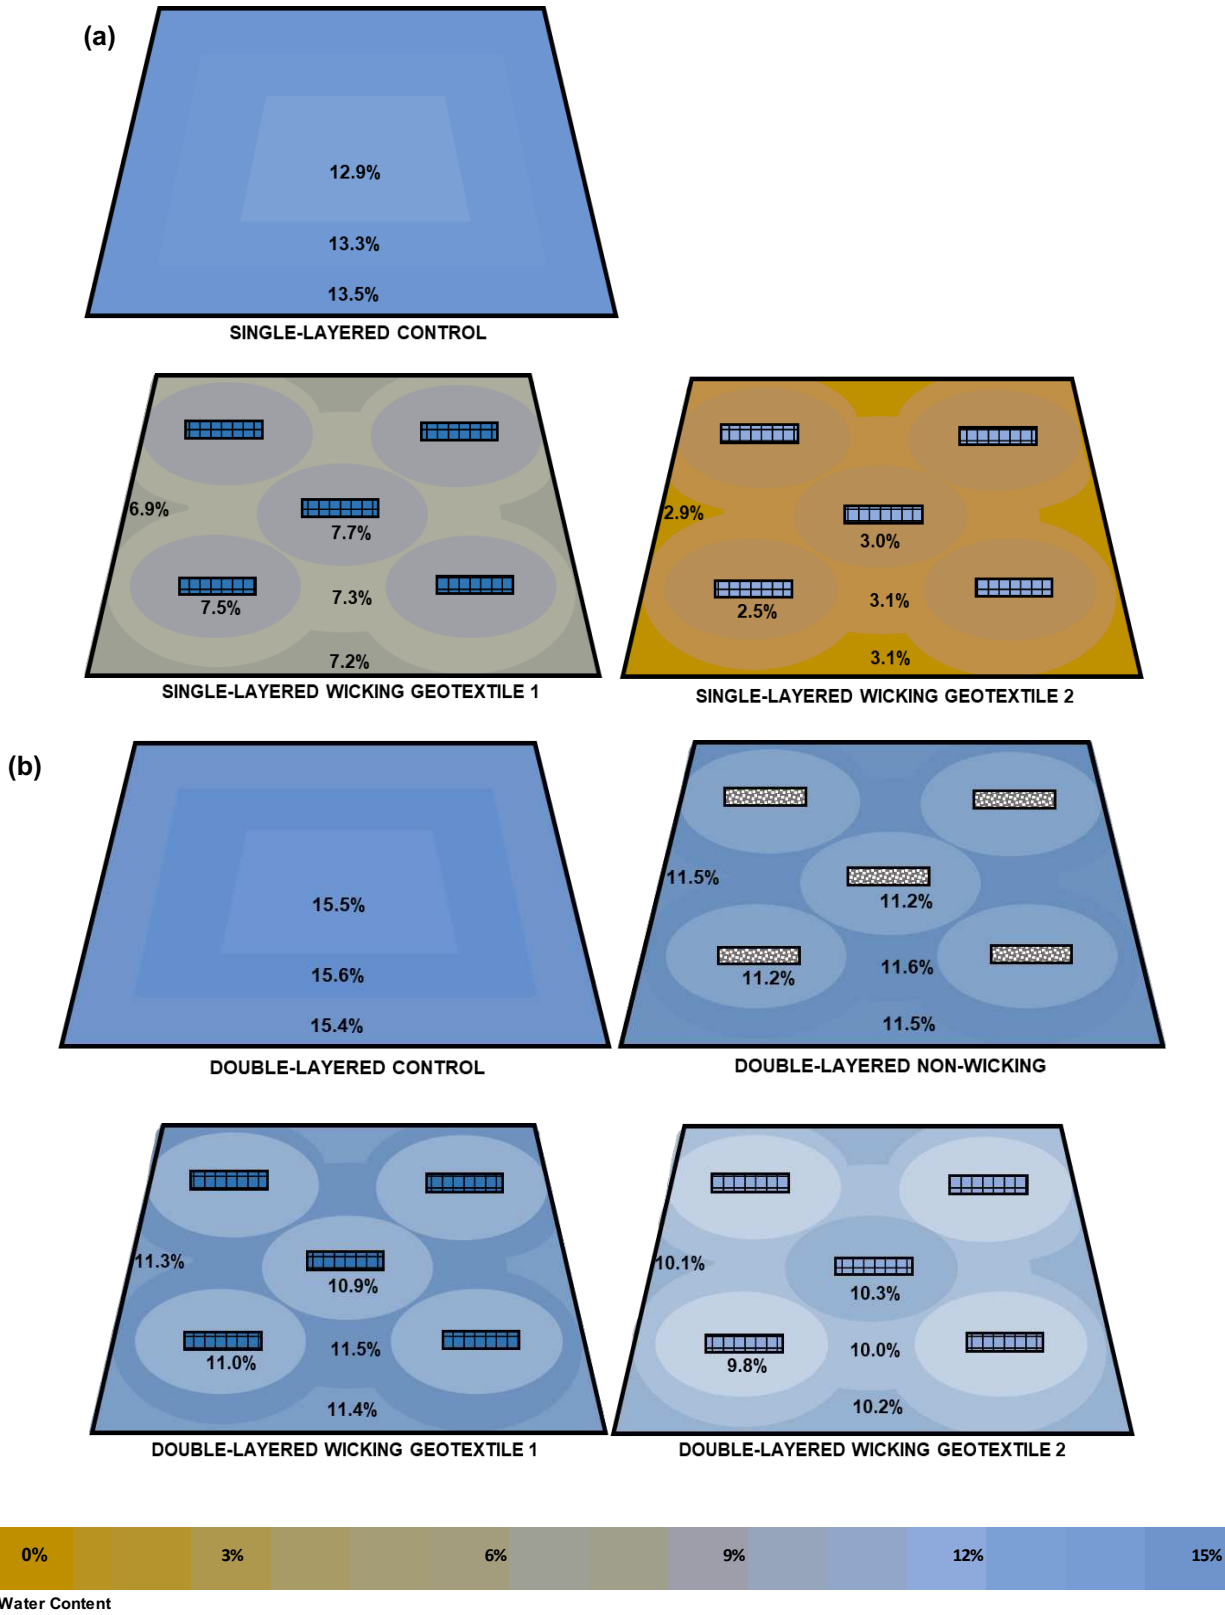 (a)
12.9%
13.3%
13.5%
SINGLE-LAYERED CONTROL
6.9%
7.7%
7.5%
7.3%
7.2%
SINGLE-LAYERED WICKING GEOTEXTILE 1
2.9%
3.0%
2.5%
3.1%
3.1%
SINGLE-LAYERED WICKING GEOTEXTILE 2
(b)
15.5%
15.6%
15.4%
DOUBLE-LAYERED CONTROL
11.5%
11.2%
11.2%
11.6%
11.5%
DOUBLE-LAYERED NON-WICKING
11.3%
10.9%
11.0%
11.5%
11.4%
DOUBLE-LAYERED WICKING GEOTEXTILE 1
10.1%
10.3%
9.8%
10.0%
10.2%
DOUBLE-LAYERED WICKING GEOTEXTILE 2
0% 3% 6% 9% 12% 15%
Water Content